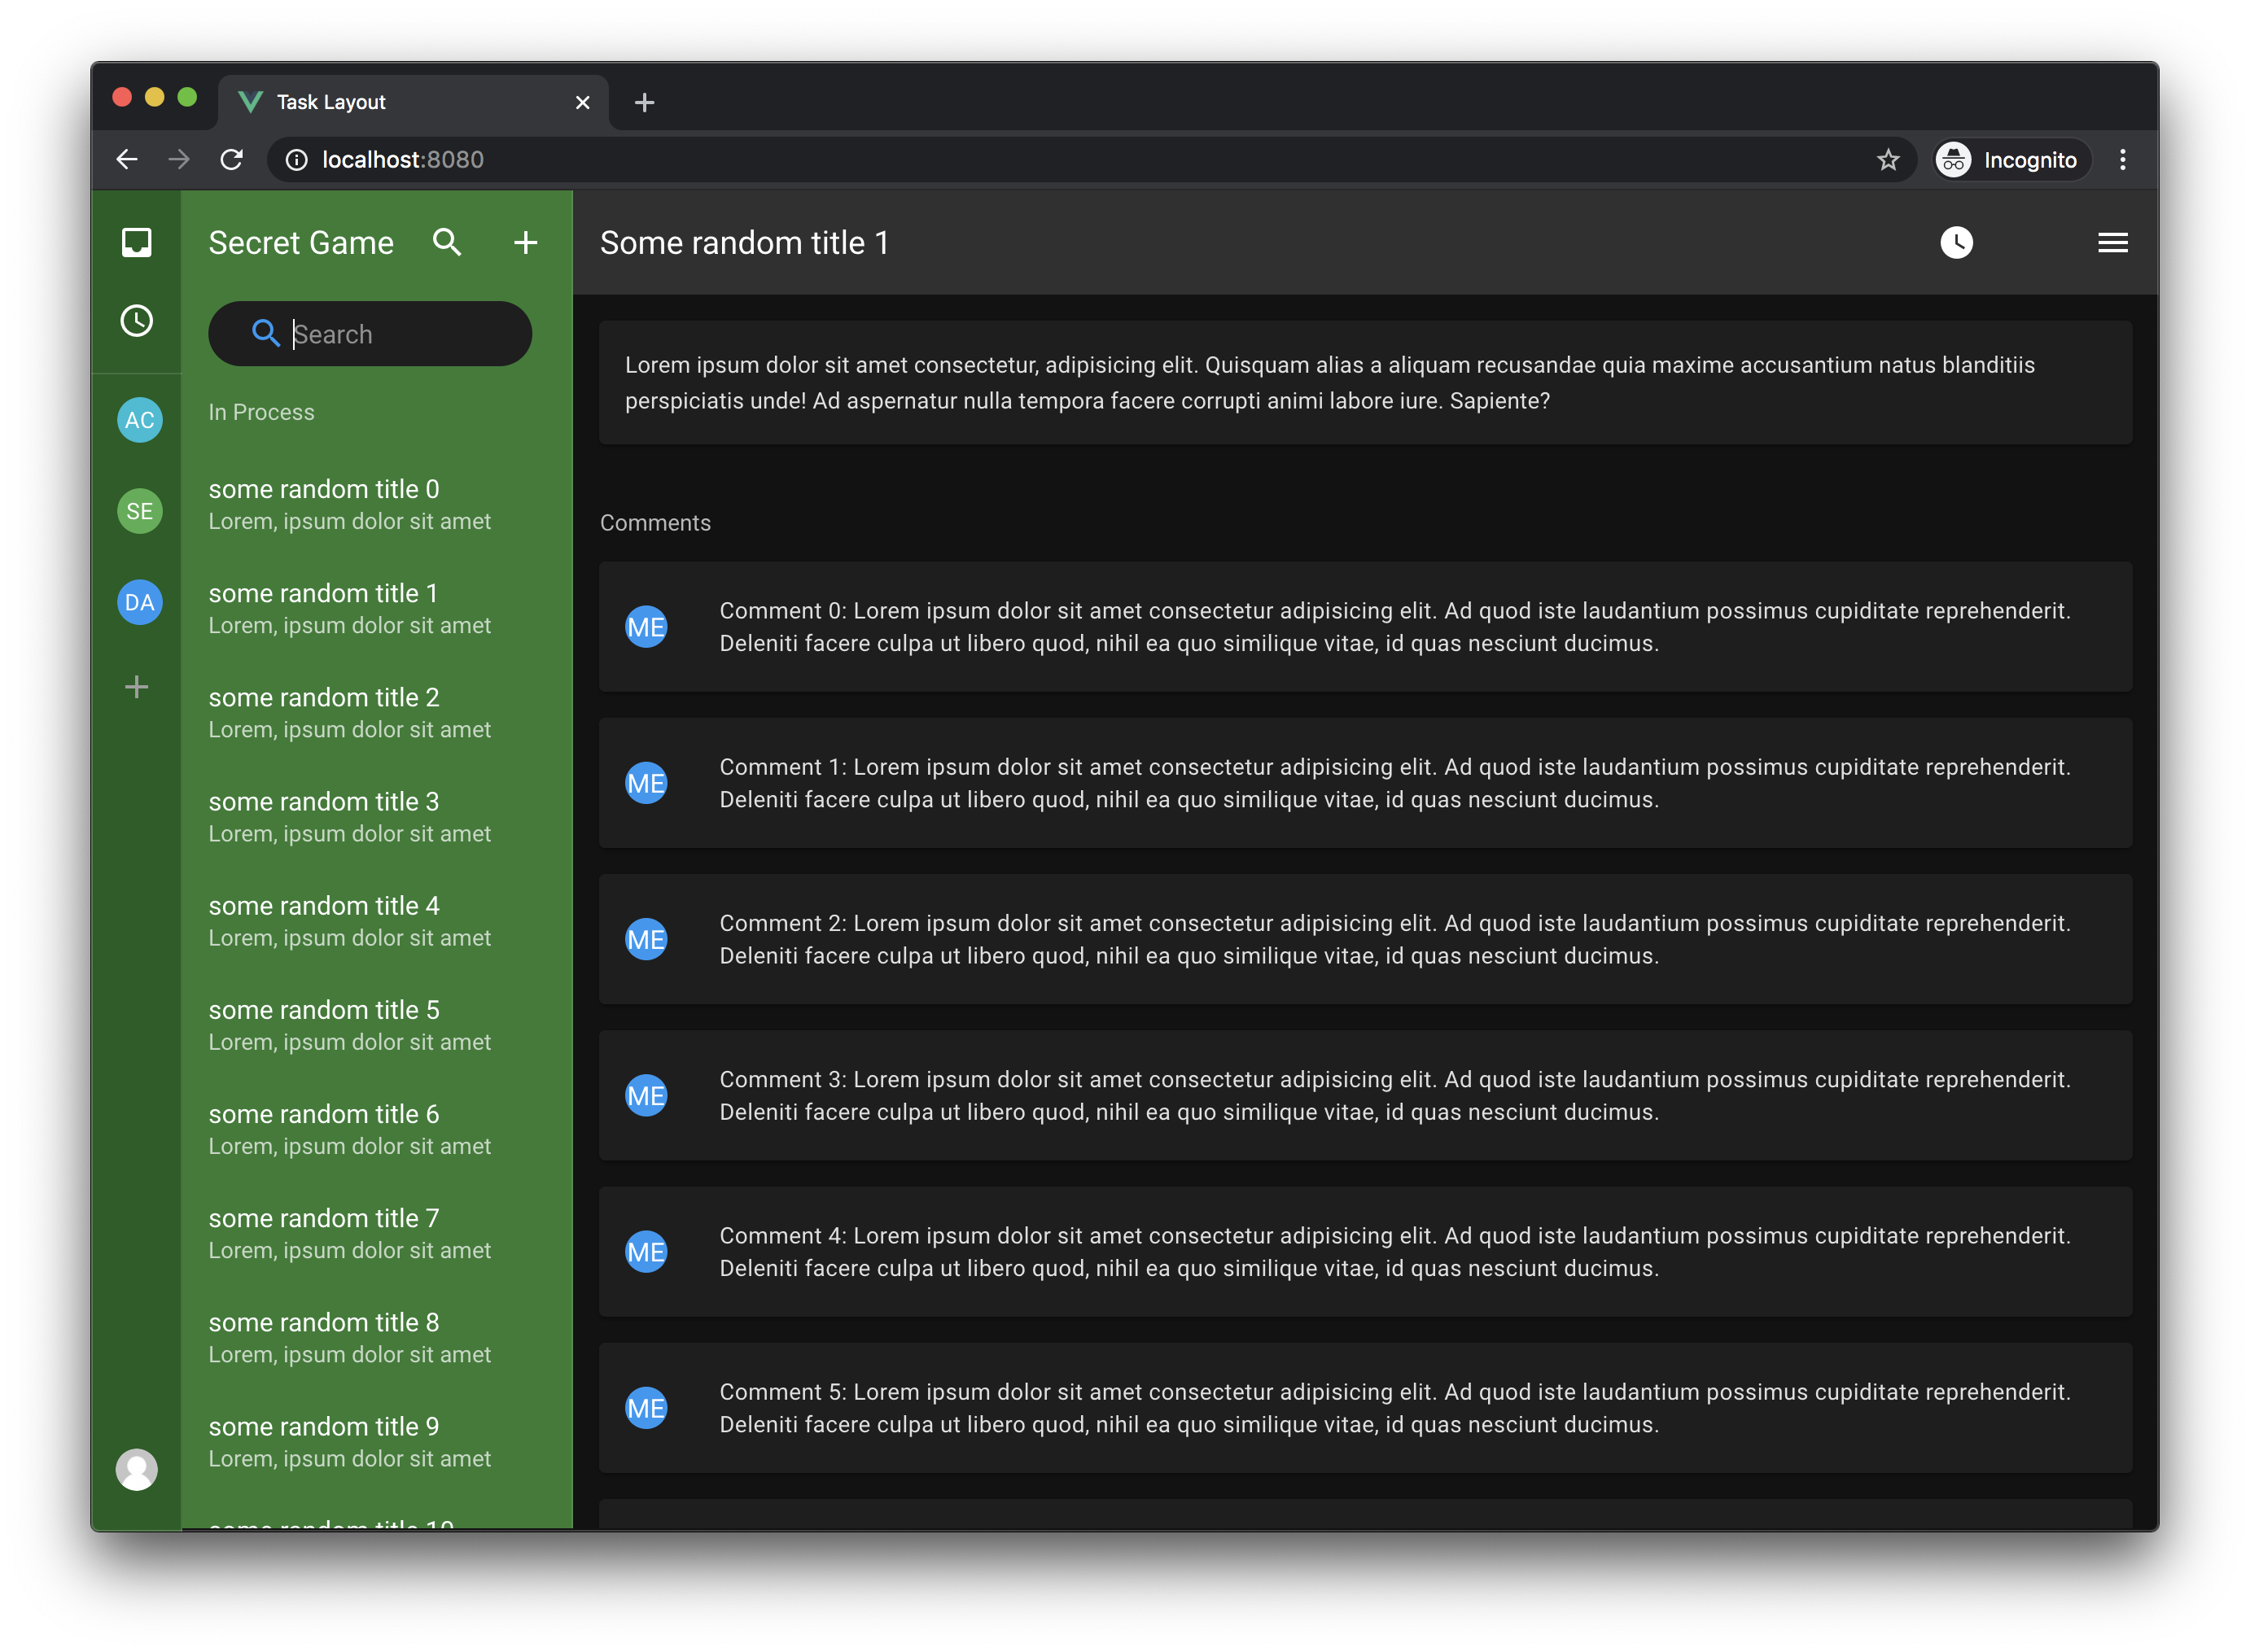 Task Layout
localhost:8080
Incognito
AC
SE
DA
Secret Game
Search
In Process
some random title 0
Lorem, ipsum dolor sit amet
some random title 1
Lorem, ipsum dolor sit amet
some random title 2
Lorem, ipsum dolor sit amet
some random title 3
Lorem, ipsum dolor sit amet
some random title 4
Lorem, ipsum dolor sit amet
some random title 5
Lorem, ipsum dolor sit amet
some random title 6
Lorem, ipsum dolor sit amet
some random title 7
Lorem, ipsum dolor sit amet
some random title 8
Lorem, ipsum dolor sit amet
some random title 9
Lorem, ipsum dolor sit amet
some random title 10
Some random title 1
Lorem ipsum dolor sit amet consectetur, adipisicing elit. Quisquam alias a aliquam recusandae quia maxime accusantium natus blanditiis
perspiciatis unde! Ad aspernatur nulla tempora facere corrupti animi labore iure. Sapiente?
Comments
ME
Comment 0: Lorem ipsum dolor sit amet consectetur adipisicing elit. Ad quod iste laudantium possimus cupiditate reprehenderit.
Deleniti facere culpa ut libero quod, nihil ea quo similique vitae, id quas nesciunt ducimus.
ME
Comment 1: Lorem ipsum dolor sit amet consectetur adipisicing elit. Ad quod iste laudantium possimus cupiditate reprehenderit.
Deleniti facere culpa ut libero quod, nihil ea quo similique vitae, id quas nesciunt ducimus.
ME
Comment 2: Lorem ipsum dolor sit amet consectetur adipisicing elit. Ad quod iste laudantium possimus cupiditate reprehenderit.
Deleniti facere culpa ut libero quod, nihil ea quo similique vitae, id quas nesciunt ducimus.
ME
Comment 3: Lorem ipsum dolor sit amet consectetur adipisicing elit. Ad quod iste laudantium possimus cupiditate reprehenderit.
Deleniti facere culpa ut libero quod, nihil ea quo similique vitae, id quas nesciunt ducimus.
ME
Comment 4: Lorem ipsum dolor sit amet consectetur adipisicing elit. Ad quod iste laudantium possimus cupiditate reprehenderit.
Deleniti facere culpa ut libero quod, nihil ea quo similique vitae, id quas nesciunt ducimus.
ME
Comment 5: Lorem ipsum dolor sit amet consectetur adipisicing elit. Ad quod iste laudantium possimus cupiditate reprehenderit.
Deleniti facere culpa ut libero quod, nihil ea quo similique vitae, id quas nesciunt ducimus.